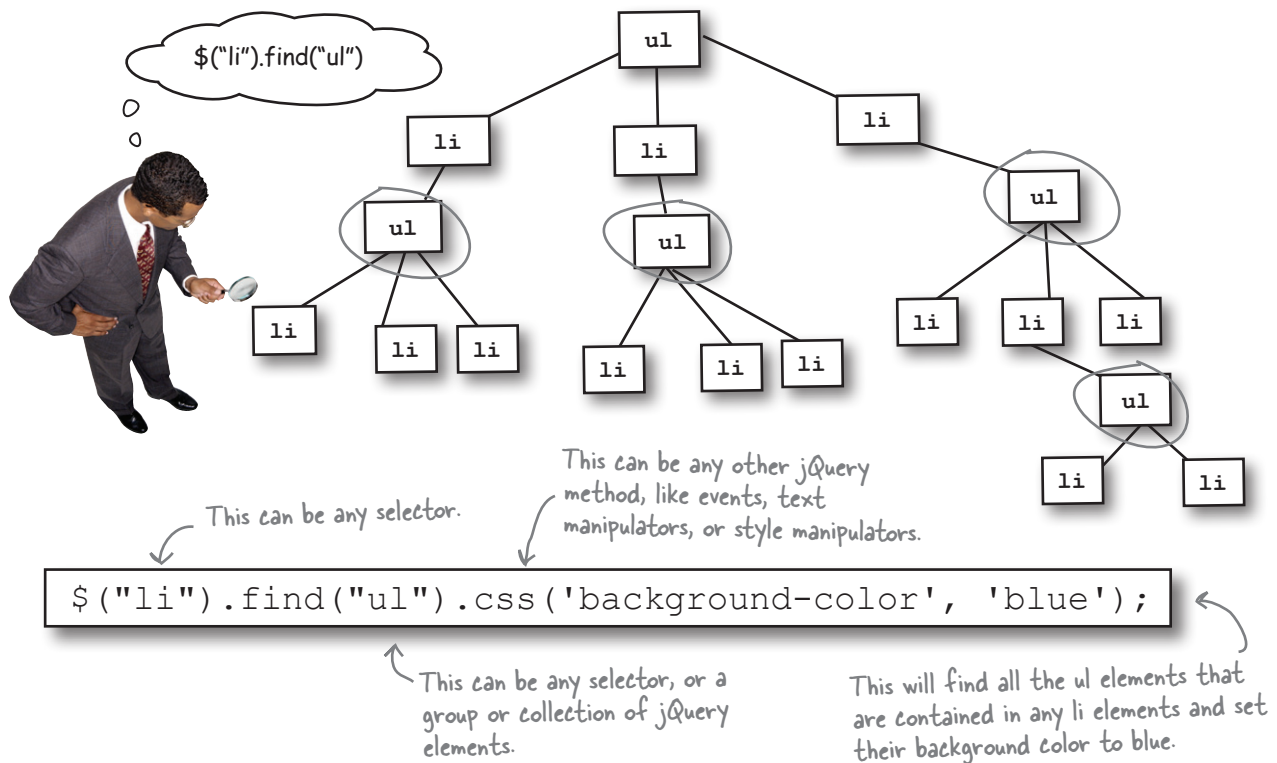 $("li").find("ul")
ul
li
li
li
ul
ul
ul
li
li
li
li
li
li
li
li
li
ul
li
li
This can be any selector.
This can be any other jQuery
method, like events, text
manipulators, or style manipulators.
$("li").find("ul").css('background-color', 'blue');
This can be any selector, or a
group or collection of jQuery
elements.
This will find all the ul elements that
are contained in any li elements and set
their background color to blue.